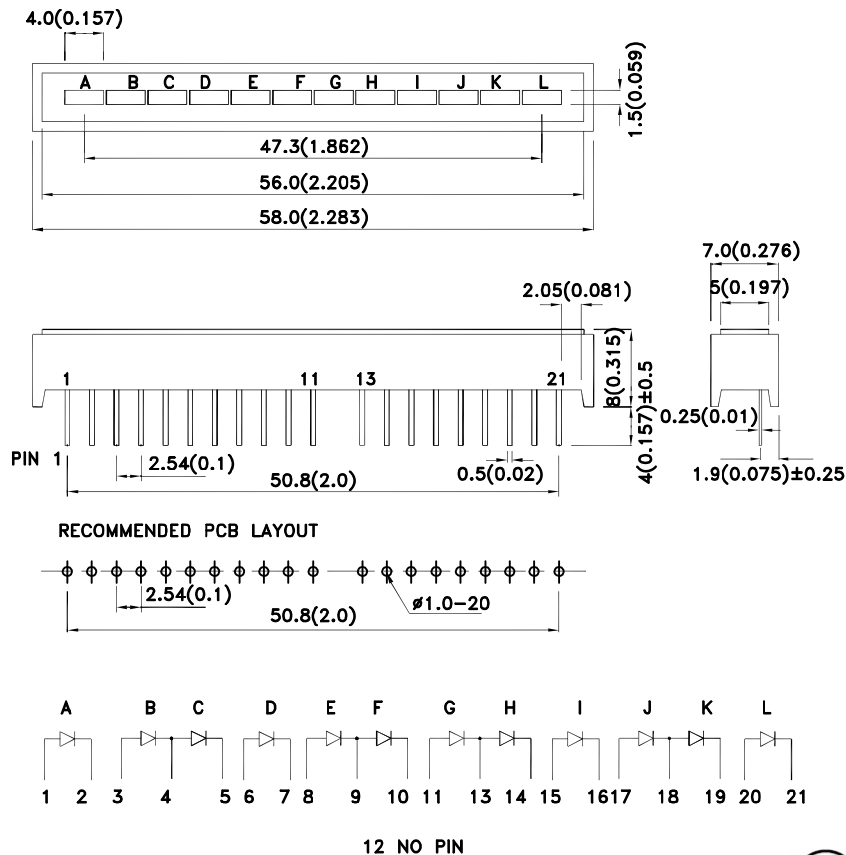 4.0(0.157)
A B C D E F G H I J K L
1.5(0.059)
47.3(1.862)
56.0(2.205)
58.0(2.283)
7.0(0.276)
2.05(0.081)
5(0.197)
8(0.315)
1 11 13 21
4(0.157)±0.5
0.25(0.01)
PIN 1
2.54(0.1)
0.5(0.02)
1.9(0.075)±0.25
50.8(2.0)
RECOMMENDED PCB LAYOUT
2.54(0.1)
ø1.0-20
50.8(2.0)
A B C D E F G H I J K L
1 2 3 4 5 6 7 8 9 10 11 13 14 15 16 17 18 19 20 21
12 NO PIN